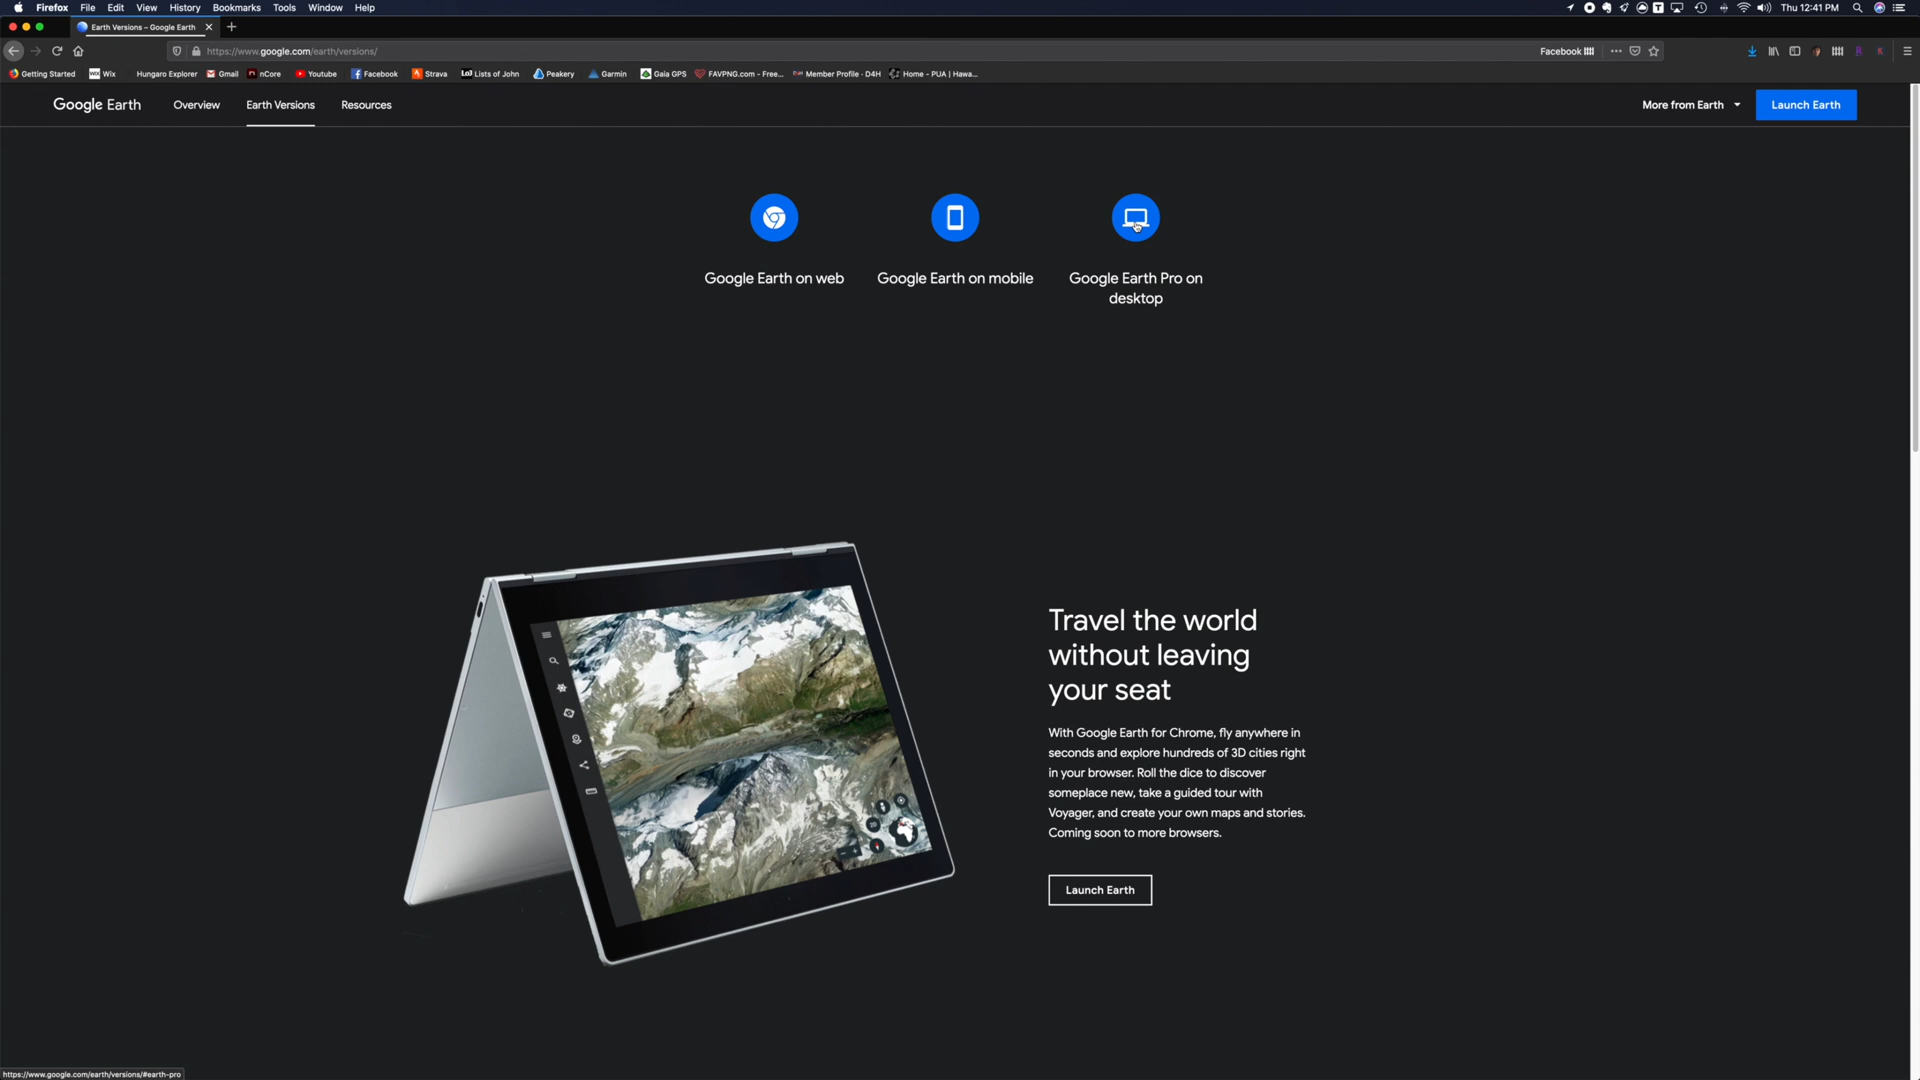 Firefox File Edit View History Bookmarks Tools Window Help Thu 12:41 PM
Earth Versions – Google Earth
https://www.google.com/earth/versions/ Facebook
Getting Started Wix Hungaro Explorer Gmail nCore Youtube Facebook Strava LoJ Lists of John Peakery Garmin Gaia GPS FAVPNG.com - Free... Member Profile - D4H Home - PUA | Hawa...
Google Earth Overview Earth Versions Resources More from Earth Launch Earth
Google Earth on web
Google Earth on mobile
Google Earth Pro on
desktop
Travel the world
without leaving
your seat
With Google Earth for Chrome, fly anywhere in
seconds and explore hundreds of 3D cities right
in your browser. Roll the dice to discover
someplace new, take a guided tour with
Voyager, and create your own maps and stories.
Coming soon to more browsers.
Launch Earth
https://www.google.com/earth/versions/#earth-pro